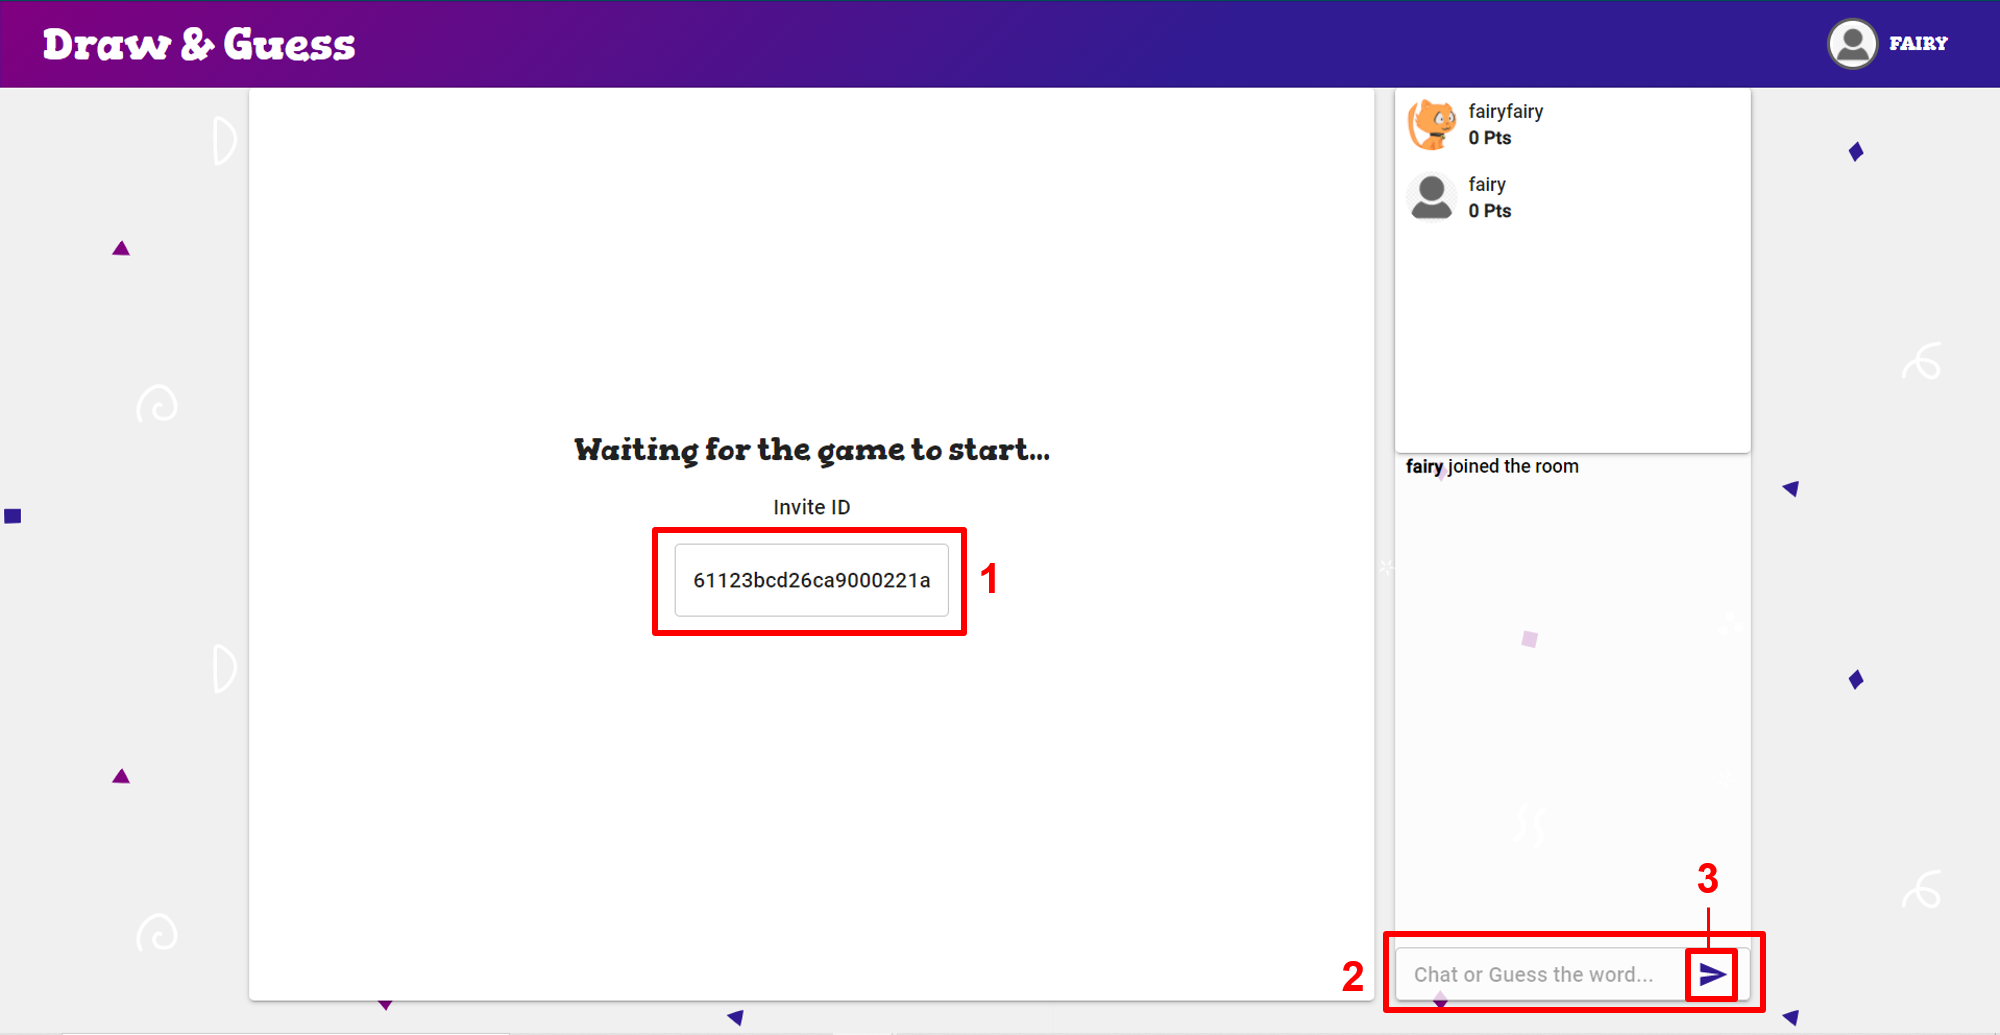 Draw & Guess
FAIRY
fairyfairy
0 Pts
fairy
0 Pts
Waiting for the game to start...
Invite ID
61123bcd26ca9000221a
1
fairy joined the room
3
2
Chat or Guess the word...